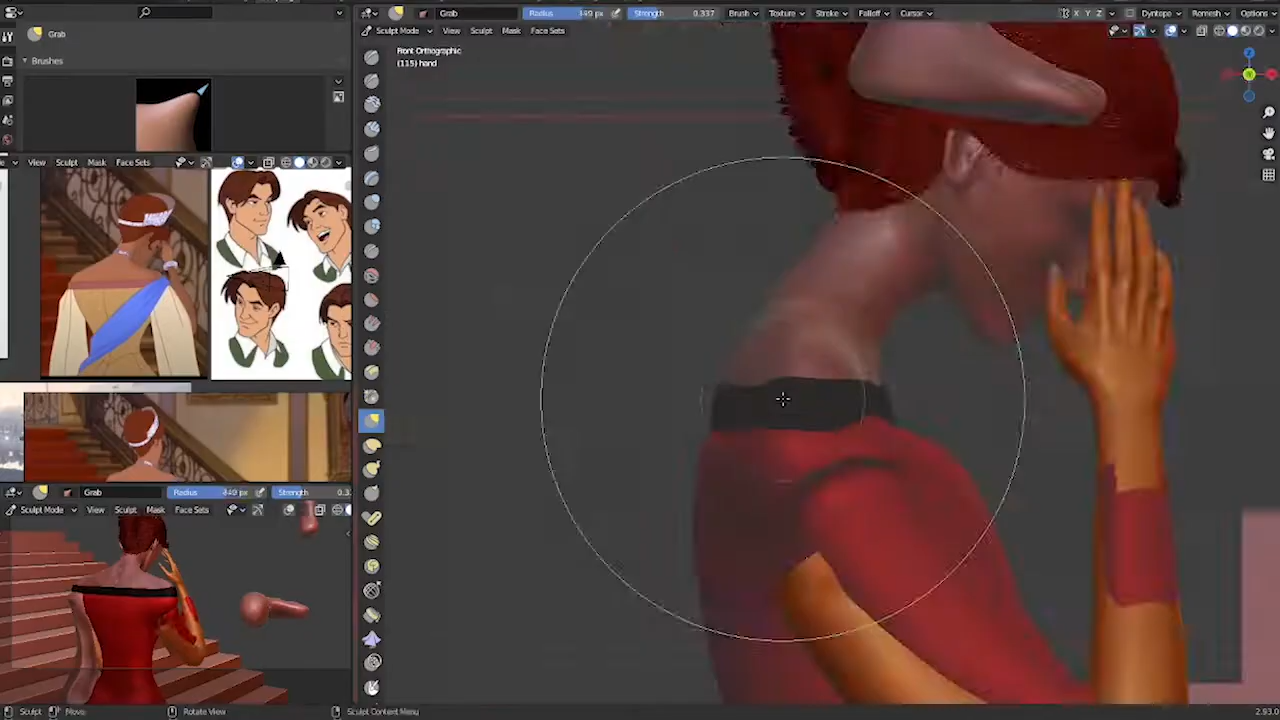 Grab Radius 349 px Strength 0.337 Brush Texture Stroke Falloff Cursor X Y Z Dyntopo Remesh Options
Grab
Sculpt Mode View Sculpt Mask Face Sets
Brushes
Front Orthographic
(115) hand
View Sculpt Mask Face Sets
Grab Radius 349 px Strength 0.3
Sculpt Mode View Sculpt Mask Face Sets
Sculpt Move Rotate View Sculpt Context Menu 2.93.0